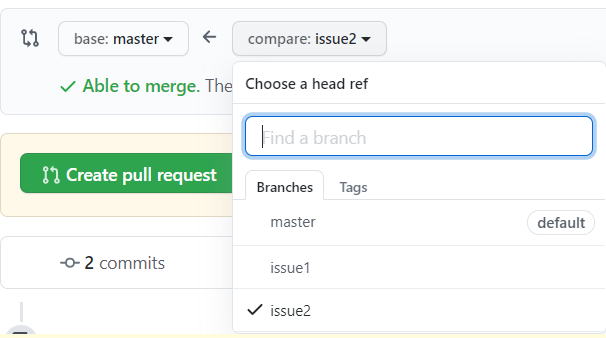 base: master compare: issue2
Able to merge. The
Choose a head ref
Find a branch
Create pull request
Branches Tags
master default
2 commits
issue1
issue2